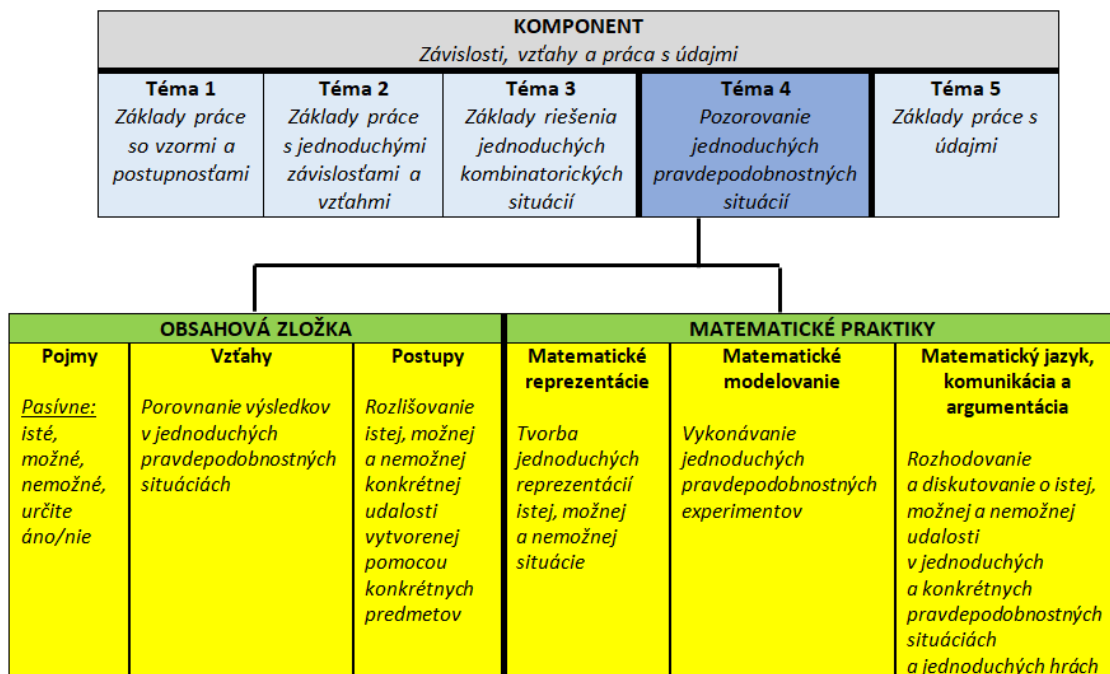 KOMPONENT
Závislosti, vzťahy a práca s údajmi
Téma 1
Základy práce
so vzormi a
postupnosťami
Téma 2
Základy práce
s jednoduchými
závislosťami a
vzťahmi
Téma 3
Základy riešenia
jednoduchých
kombinatorických
situácií
Téma 4
Pozorovanie
jednoduchých
pravdepodobnostných
situácií
Téma 5
Základy práce s
údajmi
OBSAHOVÁ ZLOŽKA
Pojmy
Pasívne:
isté,
možné,
nemožné,
určite
áno/nie
Vzťahy
Porovnanie výsledkov
v jednoduchých
pravdepodobnostných
situáciách
Postupy
Rozlišovanie
istej, možnej
a nemožnej
konkrétnej
udalosti
vytvorenej
pomocou
konkrétnych
predmetov
MATEMATICKÉ PRAKTIKY
Matematické
reprezentácie
Tvorba
jednoduchých
reprezentácií
istej, možnej
a nemožnej
situácie
Matematické
modelovanie
Vykonávanie
jednoduchých
pravdepodobnostných
experimentov
Matematický jazyk,
komunikácia a
argumentácia
Rozhodovanie
a diskutovanie o istej,
možnej a nemožnej
udalosti
v jednoduchých
a konkrétnych
pravdepodobnostných
situáciách
a jednoduchých hrách